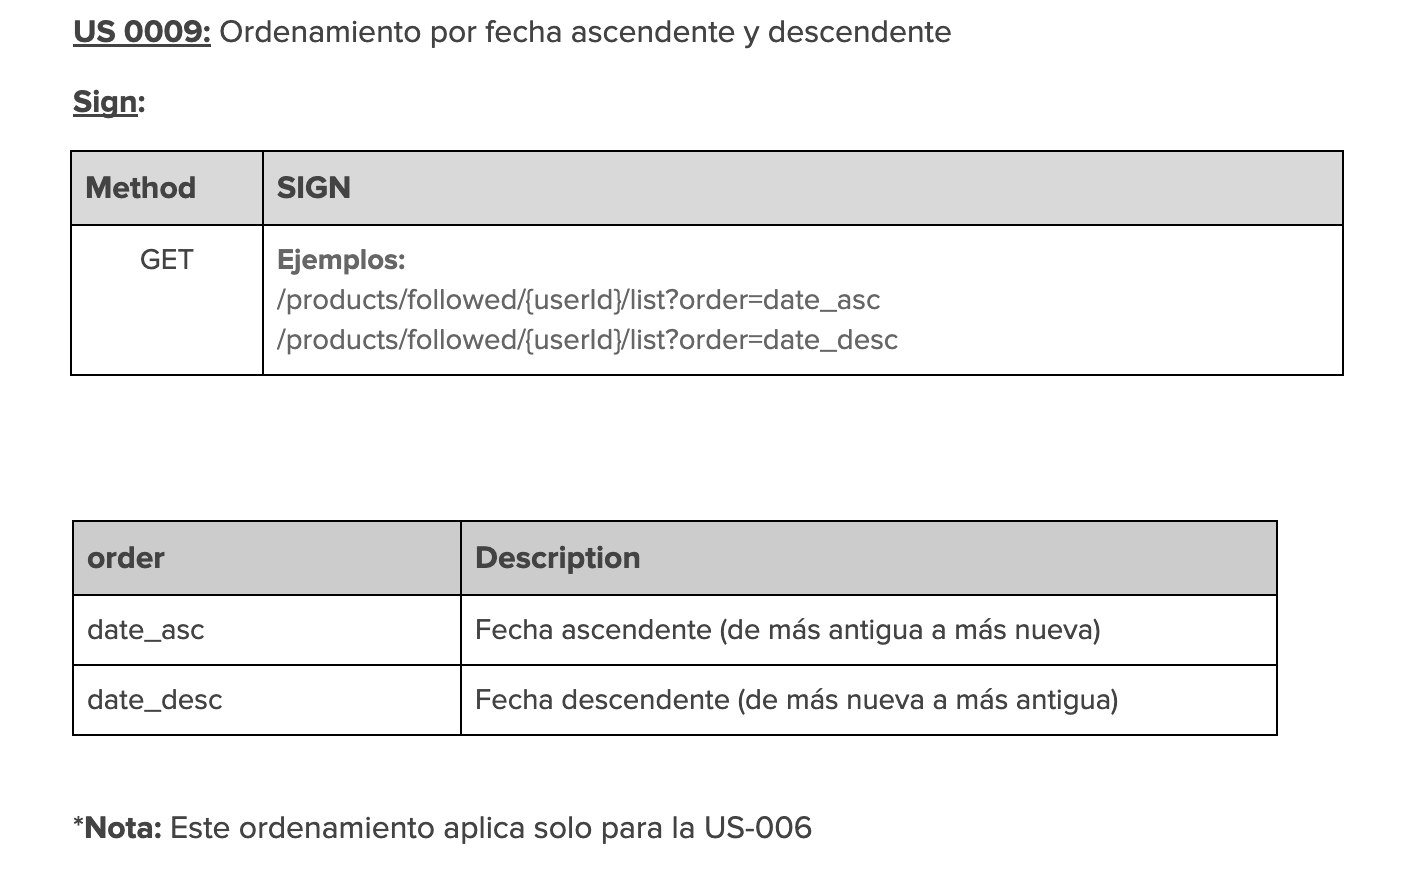 US 0009: Ordenamiento por fecha ascendente y descendente
Sign:
Method SIGN
GET Ejemplos:
/products/followed/{userId}/list?order=date_asc
/products/followed/{userId}/list?order=date_desc
order Description
date_asc Fecha ascendente (de más antigua a más nueva)
date_desc Fecha descendente (de más nueva a más antigua)
*Nota: Este ordenamiento aplica solo para la US-006